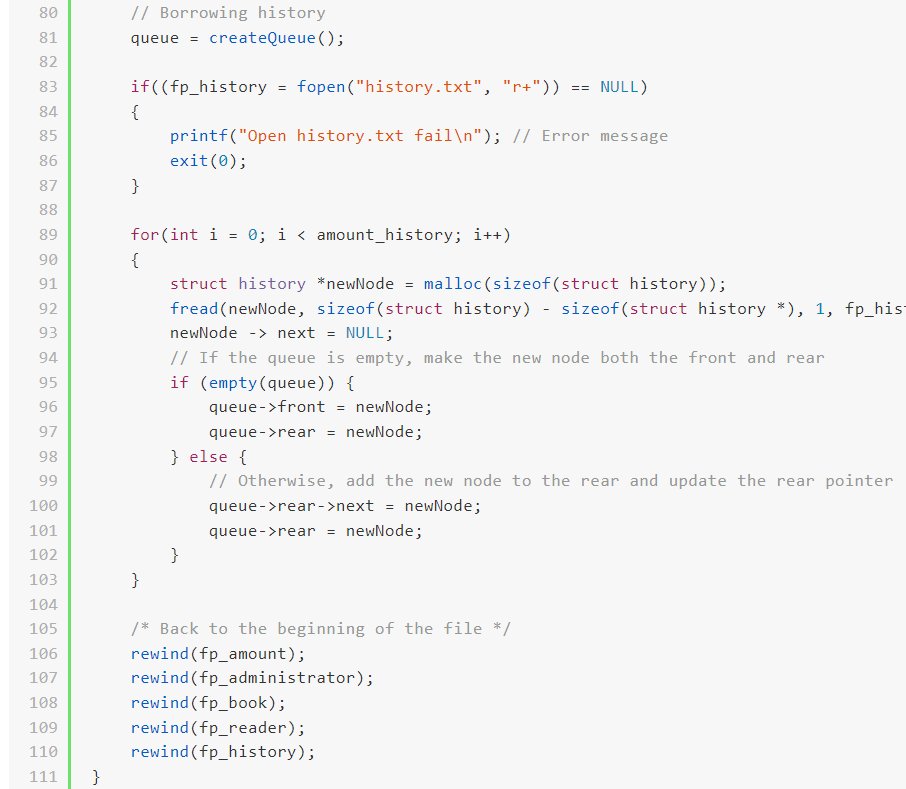 80 // Borrowing history
81 queue = createQueue();
82
83 if((fp_history = fopen("history.txt", "r+")) == NULL)
84 {
85 printf("Open history.txt fail\n"); // Error message
86 exit(0);
87 }
88
89 for(int i = 0; i < amount_history; i++)
90 {
91 struct history *newNode = malloc(sizeof(struct history));
92 fread(newNode, sizeof(struct history) - sizeof(struct history *), 1, fp_his
93 newNode -> next = NULL;
94 // If the queue is empty, make the new node both the front and rear
95 if (empty(queue)) {
96 queue->front = newNode;
97 queue->rear = newNode;
98 } else {
99 // Otherwise, add the new node to the rear and update the rear pointer
100 queue->rear->next = newNode;
101 queue->rear = newNode;
102 }
103 }
104
105 /* Back to the beginning of the file */
106 rewind(fp_amount);
107 rewind(fp_administrator);
108 rewind(fp_book);
109 rewind(fp_reader);
110 rewind(fp_history);
111 }